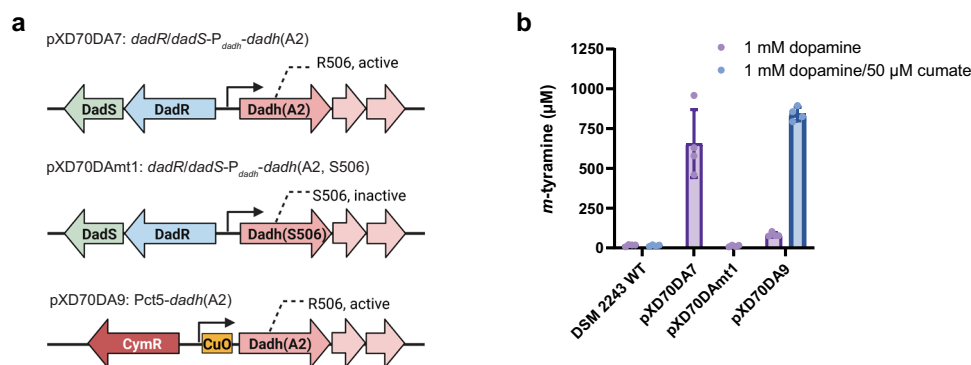 a
pXD70DA7: dadR/dadS-Pdadh-dadh(A2)
R506, active
DadS
DadR
Dadh(A2)
pXD70DAmt1: dadR/dadS-Pdadh-dadh(A2, S506)
S506, inactive
DadS
DadR
Dadh(S506)
pXD70DA9: Pct5-dadh(A2)
R506, active
CymR
CuO
Dadh(A2)
b
1 mM dopamine
1 mM dopamine/50 µM cumate
m-tyramine (µM)
1250
1000
750
500
250
0
DSM 2243 WT
pXD70DA7
pXD70DAmt1
pXD70DA9